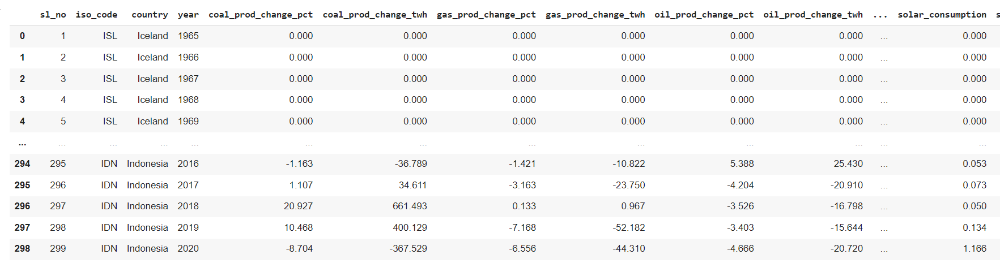 sl_no iso_code country year coal_prod_change_pct coal_prod_change_twh gas_prod_change_pct gas_prod_change_twh oil_prod_change_pct oil_prod_change_twh ... solar_consumption s
0 1 ISL Iceland 1965 0.000 0.000 0.000 0.000 0.000 0.000 ... 0.000
1 2 ISL Iceland 1966 0.000 0.000 0.000 0.000 0.000 0.000 ... 0.000
2 3 ISL Iceland 1967 0.000 0.000 0.000 0.000 0.000 0.000 ... 0.000
3 4 ISL Iceland 1968 0.000 0.000 0.000 0.000 0.000 0.000 ... 0.000
4 5 ISL Iceland 1969 0.000 0.000 0.000 0.000 0.000 0.000 ... 0.000
... ... ... ... ... ... ... ... ... ... ... ... ...
294 295 IDN Indonesia 2016 -1.163 -36.789 -1.421 -10.822 5.388 25.430 ... 0.053
295 296 IDN Indonesia 2017 1.107 34.611 -3.163 -23.750 -4.204 -20.910 ... 0.073
296 297 IDN Indonesia 2018 20.927 661.493 0.133 0.967 -3.526 -16.798 ... 0.050
297 298 IDN Indonesia 2019 10.468 400.129 -7.168 -52.182 -3.403 -15.644 ... 0.134
298 299 IDN Indonesia 2020 -8.704 -367.529 -6.556 -44.310 -4.666 -20.720 ... 1.166